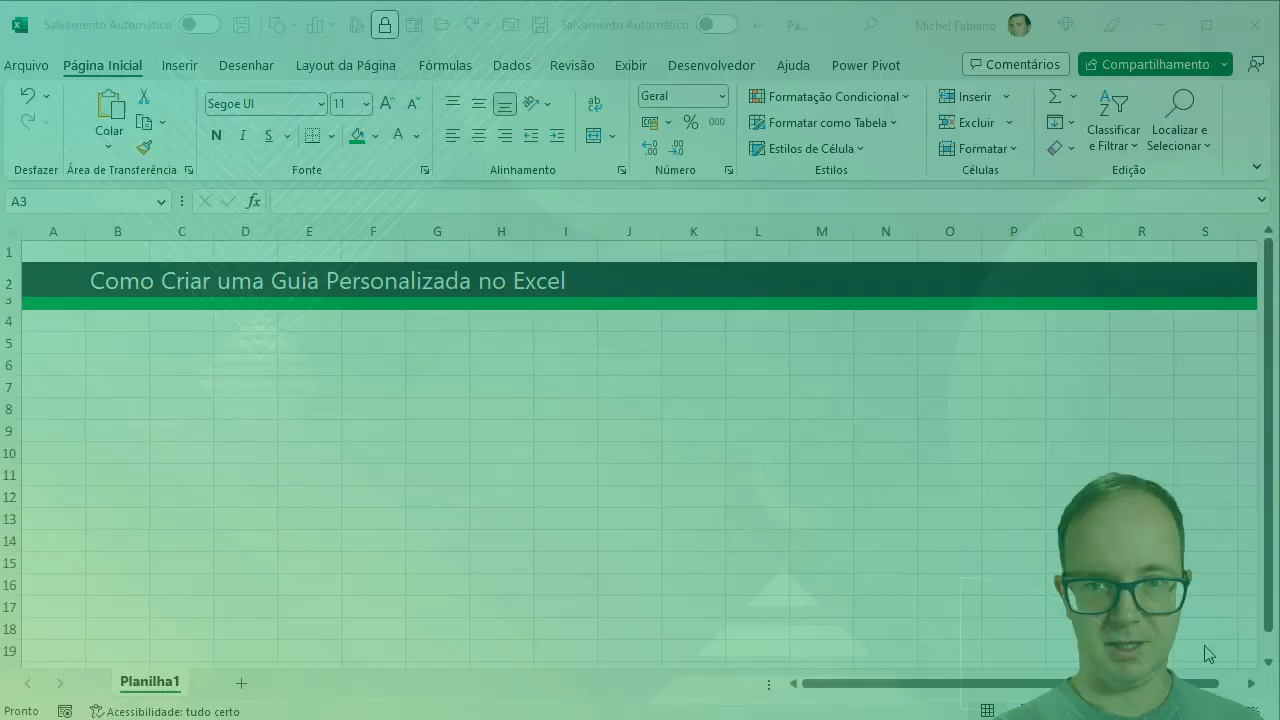 Salvamento Automático Salvamento Automático Pa... Michel Fabiano
Arquivo Página Inicial Inserir Desenhar Layout da Página Fórmulas Dados Revisão Exibir Desenvolvedor Ajuda Power Pivot Comentários Compartilhamento
Segoe UI 11 Geral Formatação Condicional Inserir
Colar Formatar como Tabela Excluir Classificar e Filtrar Localizar e Selecionar
N I S A % 000 Estilos de Célula Formatar
Desfazer Área de Transferência Fonte Alinhamento Número Estilos Células Edição
A3 fx
A B C D E F G H I J K L M N O P Q R S
1
2 Como Criar uma Guia Personalizada no Excel
3
4
5
6
7
8
9
10
11
12
13
14
15
16
17
18
19
Planilha1
Pronto Acessibilidade: tudo certo